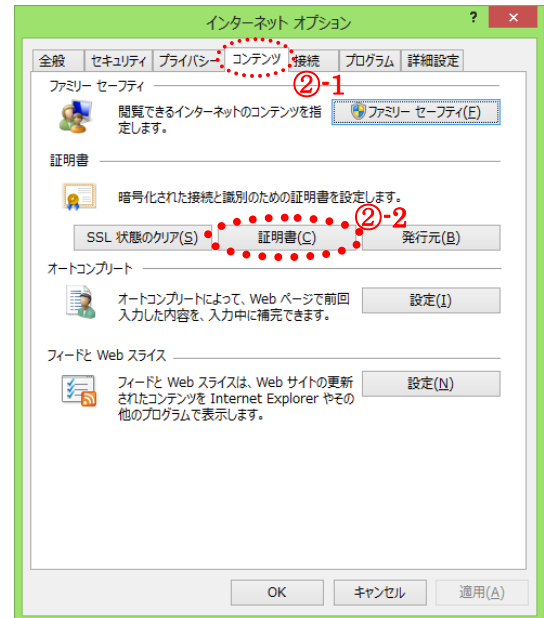 インターネット オプション
?
×
全般 セキュリティ プライバシー コンテンツ 接続 プログラム 詳細設定
②-1
ファミリー セーフティ
閲覧できるインターネットのコンテンツを指
定します。
ファミリー セーフティ(F)
証明書
暗号化された接続と識別のための証明書を設定します。
②-2
SSL 状態のクリア(S) 証明書(C) 発行元(B)
オートコンプリート
オートコンプリートによって、Web ページで前回
入力した内容を、入力中に補完できます。
設定(I)
フィードと Web スライス
フィードと Web スライスは、Web サイトの更新
されたコンテンツを Internet Explorer やその
他のプログラムで表示します。
設定(N)
OK キャンセル 適用(A)